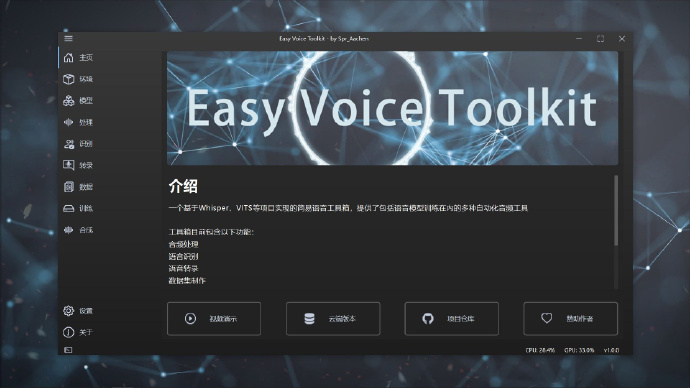 Easy Voice Toolkit - by Spr_Aachen
主页
环境
模型
处理
识别
转录
数据
训练
合成
设置
关于
Easy Voice Toolkit
介绍
一个基于Whisper、VITS等项目实现的简易语音工具箱，提供了包括语音模型训练在内的多种自动化音频工具
工具箱目前包含以下功能：
音频处理
语音识别
语音转录
数据集制作
视频演示
云端版本
项目仓库
赞助作者
CPU: 28.4% GPU: 33.0% v1.0.0